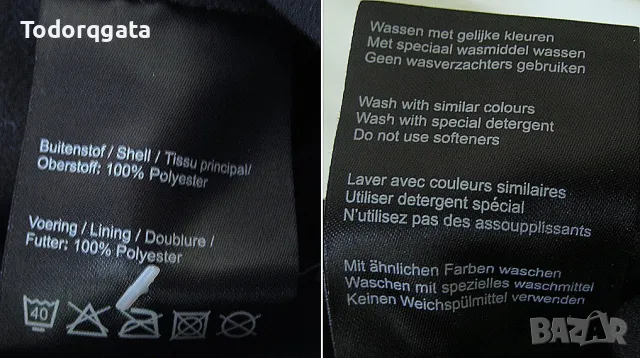 Todorqgata
Buitenstof / Shell / Tissu principal/
Oberstoff: 100% Polyester
Voering / Lining / Doublure /
Futter: 100% Polyester
40
Wassen met gelijke kleuren
Met speciaal wasmiddel wassen
Geen wasverzachters gebruiken
Wash with similar colours
Wash with special detergent
Do not use softeners
Laver avec couleurs similaires
Utiliser detergent spécial
N'utilisez pas des assouplissants
Mit ähnlichen Farben waschen
Waschen mit spezielles waschmittel
Keinen Weichspülmittel verwenden
BAZAR.bg